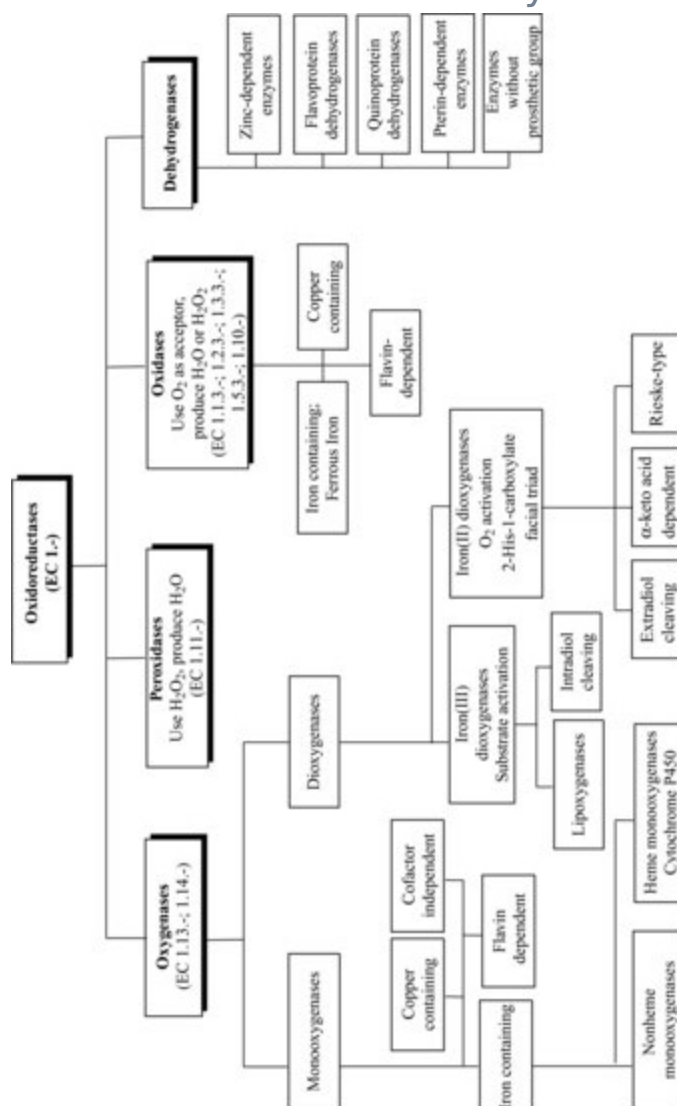 Oxidoreductases
(EC 1.-)
Oxygenases
(EC 1.13.-; 1.14.-)
Peroxidases
Use H₂O₂, produce H₂O
(EC 1.11.-)
Oxidases
Use O₂ as acceptor,
produce H₂O or H₂O₂
(EC 1.1.3.-; 1.2.3.-; 1.3.3.-;
1.5.3.-; 1.10.-)
Dehydrogenases
Monooxygenases
Dioxygenases
Iron containing;
Ferrous Iron
Copper
containing
Flavin-
dependent
Zinc-dependent
enzymes
Flavoprotein
dehydrogenases
Quinoprotein
dehydrogenases
Pterin-dependent
enzymes
Enzymes
without
prosthetic group
Copper
containing
Cofactor
independent
Iron containing
Flavin
dependent
Iron(III)
dioxygenases
Substrate activation
Iron(II) dioxygenases
O₂ activation
2-His-1-carboxylate
facial triad
Lipoxygenases
Intradiol
cleaving
Nonheme
monooxygenases
Heme monooxygenases
Cytochrome P450
Extradiol
cleaving
α-keto acid
dependent
Rieske-type